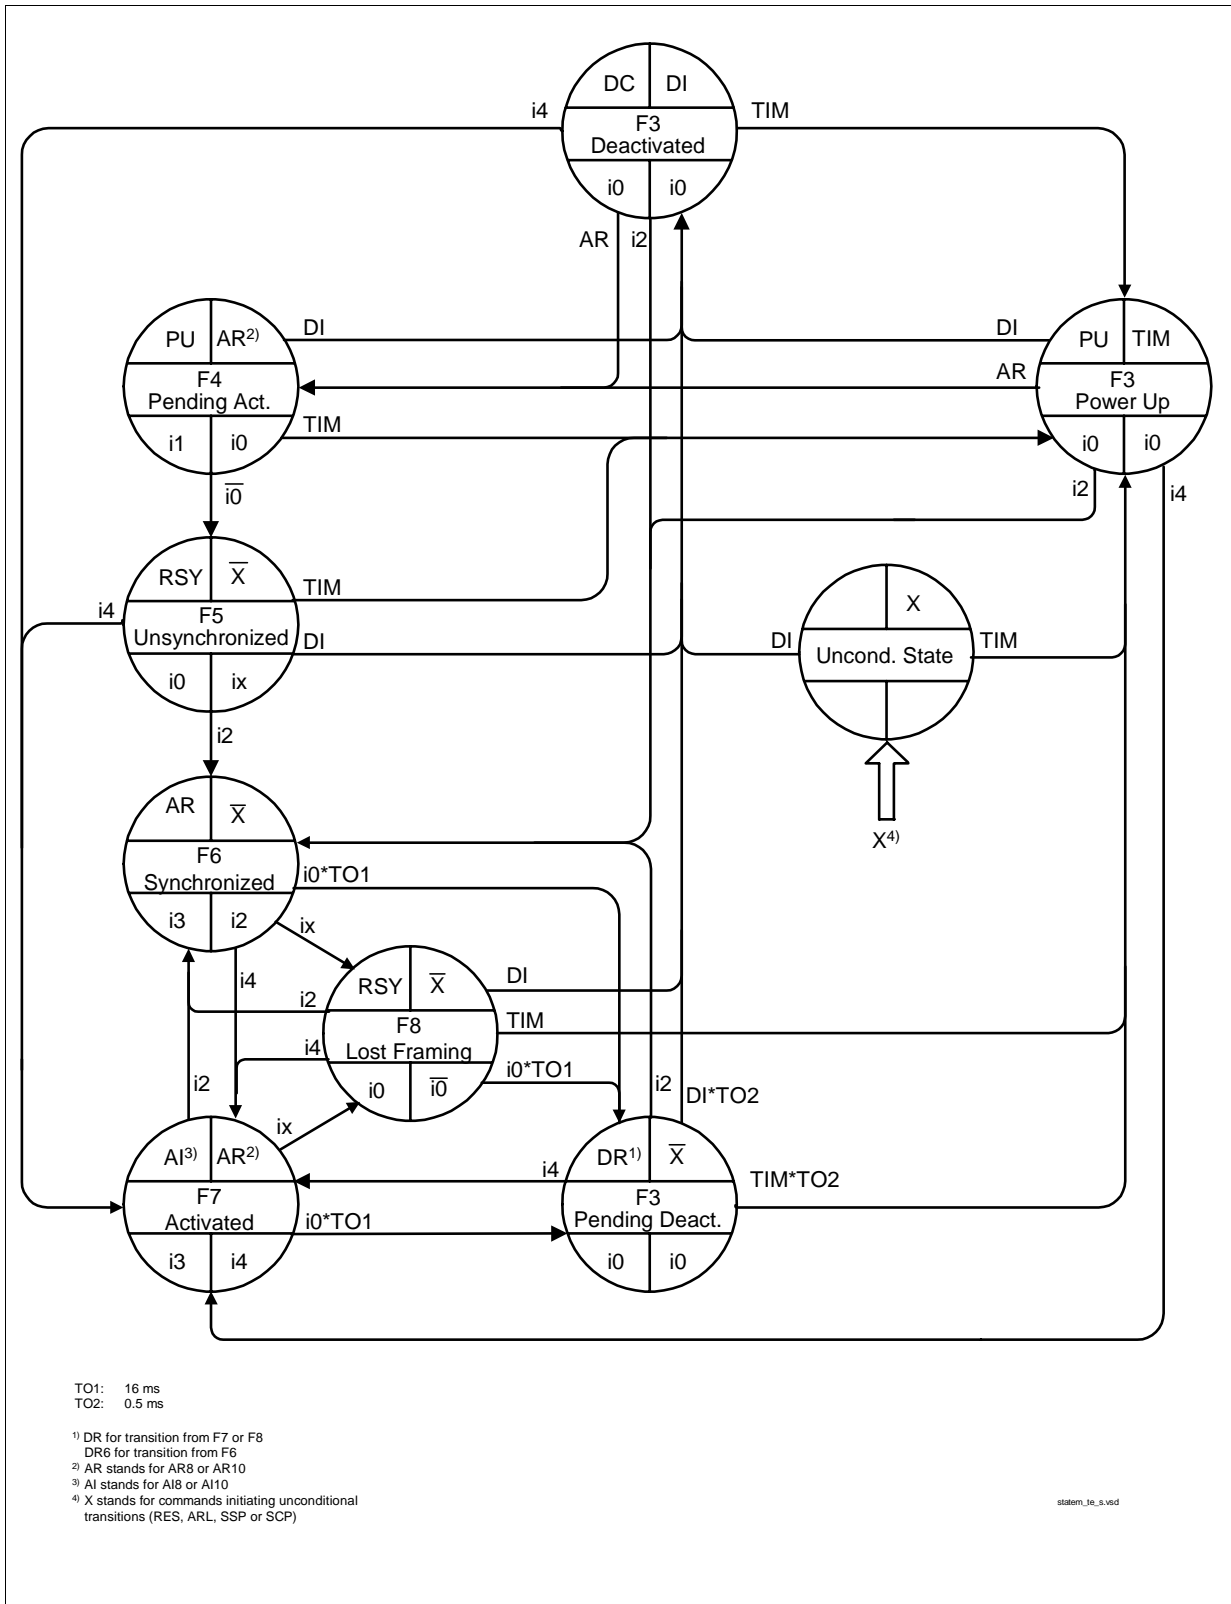 DC DI
i4 TIM
F3
Deactivated
i0 i0
AR i2
PU AR²⁾ DI
DI PU TIM
F4
Pending Act.
AR F3
Power Up
TIM
i1 i0
i0 i0
i̅0̅
i2 i4
RSY X̅
TIM
X
i4 F5
Unsynchronized
DI
DI Uncond. State TIM
i0 ix
i2
AR X̅
X⁴⁾
F6
Synchronized
i0*TO1
i3 i2
ix
i4
RSY X̅ DI
i2
TIM
F8
Lost Framing
i4
i0*TO1
i0 i̅0̅
i2
i2
DI*TO2
ix
AI³⁾ AR²⁾
DR¹⁾ X̅
i4
TIM*TO2
F7
Activated
i0*TO1
F3
Pending Deact.
i3 i4
i0 i0
TO1: 16 ms
TO2: 0.5 ms
¹⁾ DR for transition from F7 or F8
DR6 for transition from F6
²⁾ AR stands for AR8 or AR10
³⁾ AI stands for AI8 or AI10
⁴⁾ X stands for commands initiating unconditional
transitions (RES, ARL, SSP or SCP)
statem_te_s.vsd